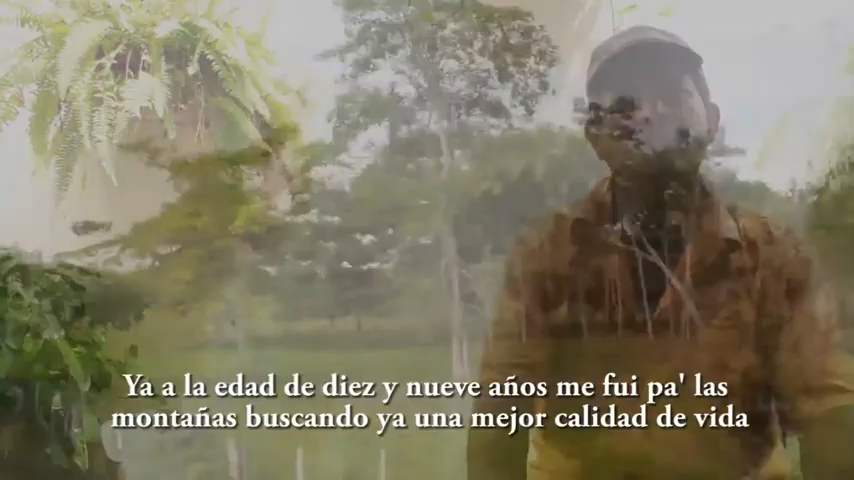 Ya a la edad de diez y nueve años me fui pa' las
montañas buscando ya una mejor calidad de vida